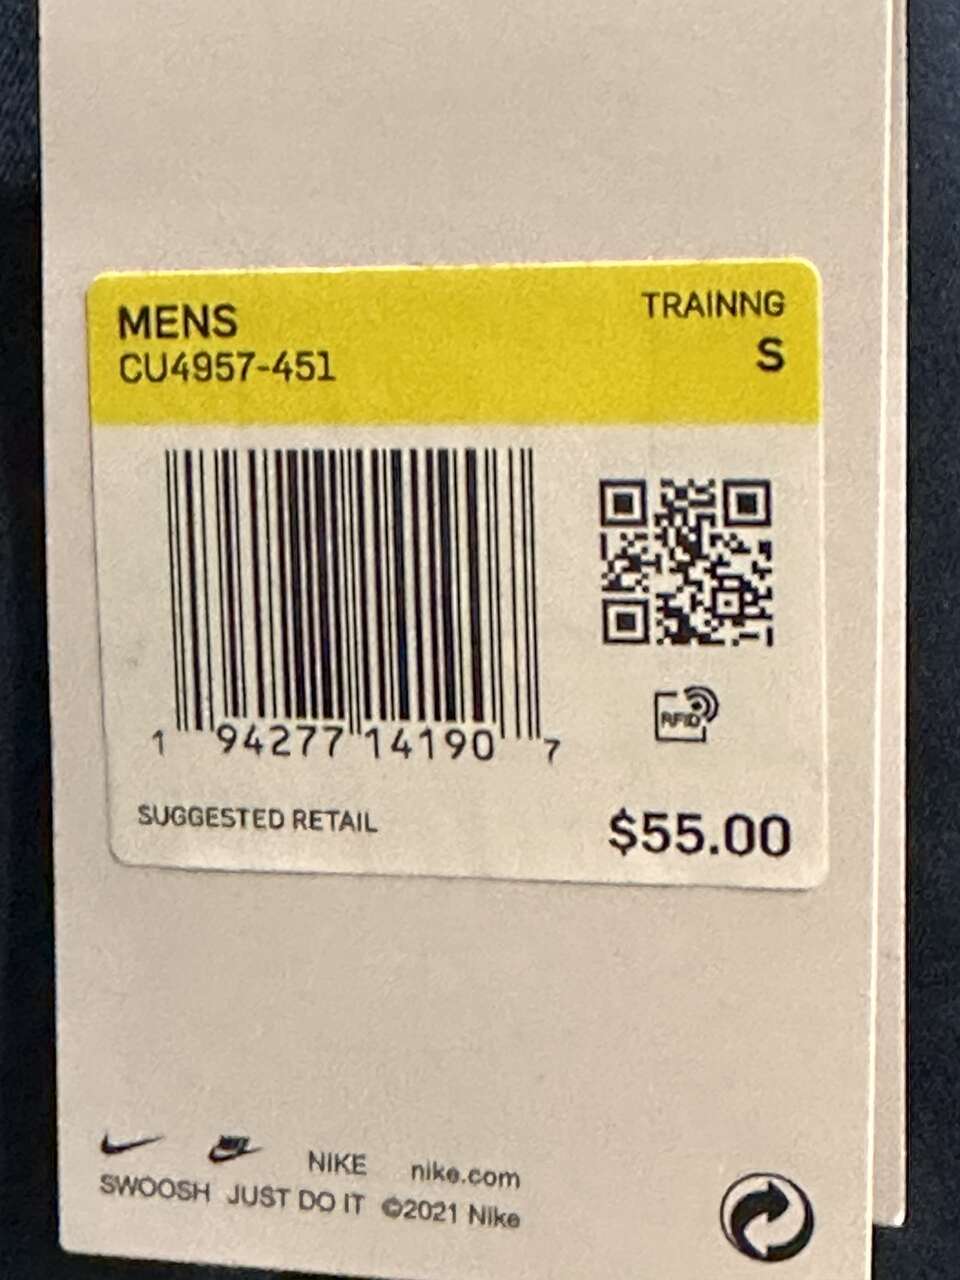 MENS
TRAINNG
CU4957-451
S
1 94277 14190 7
RFID
SUGGESTED RETAIL
$55.00
NIKE nike.com
SWOOSH JUST DO IT ©2021 Nike